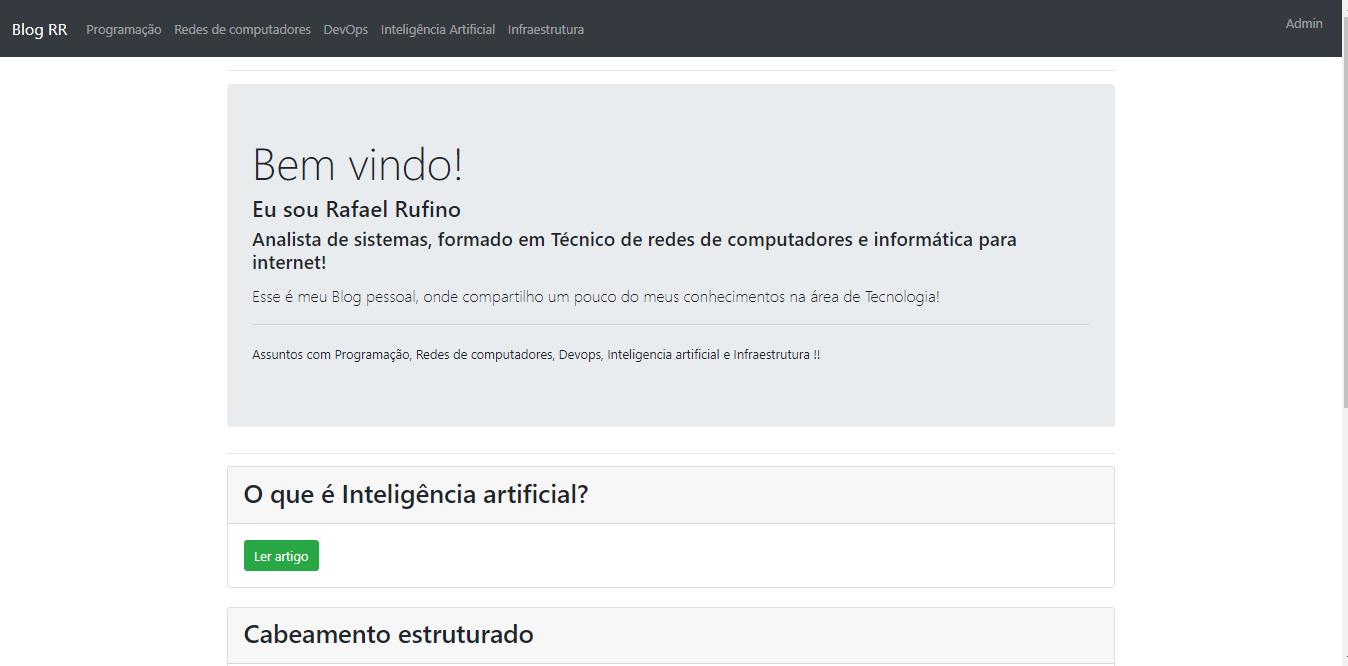 Blog RR Programação Redes de computadores DevOps Inteligência Artificial Infraestrutura Admin
Bem vindo!
Eu sou Rafael Rufino
Analista de sistemas, formado em Técnico de redes de computadores e informática para
internet!
Esse é meu Blog pessoal, onde compartilho um pouco do meus conhecimentos na área de Tecnologia!
Assuntos com Programação, Redes de computadores, Devops, Inteligencia artificial e Infraestrutura !!
O que é Inteligência artificial?
Ler artigo
Cabeamento estruturado